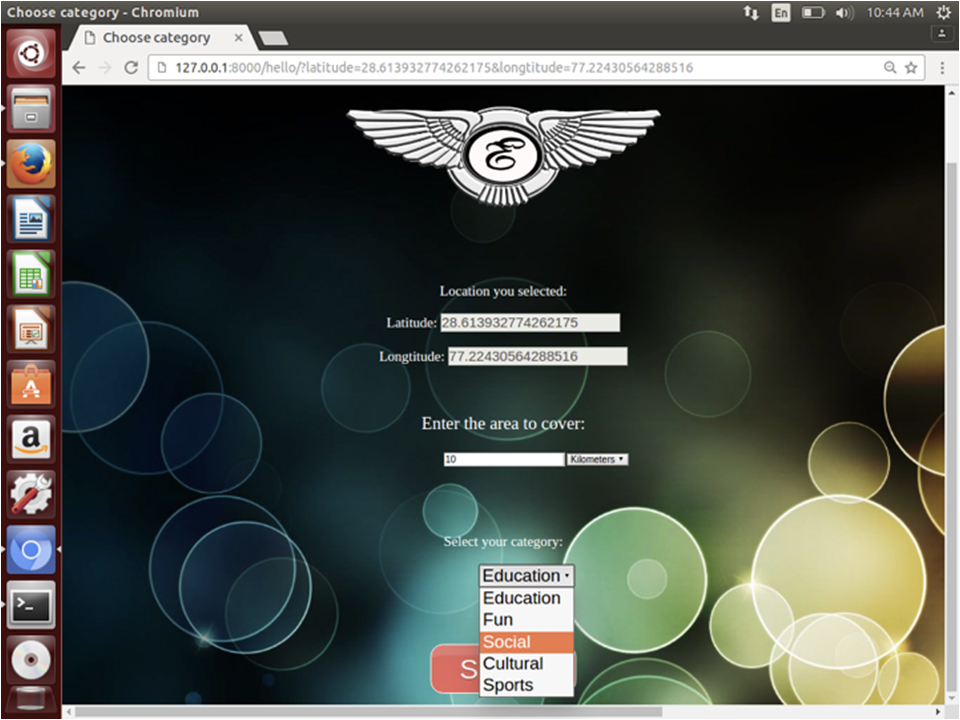 Choose category - Chromium
En
10:44 AM
Choose category
127.0.0.1:8000/hello/?latitude=28.613932774262175&longtitude=77.22430564288516
Location you selected:
Latitude: 28.613932774262175
Longtitude: 77.22430564288516
Enter the area to cover:
10 Kilometers
Select your category:
Education
Education
Fun
Social
Cultural
Sports